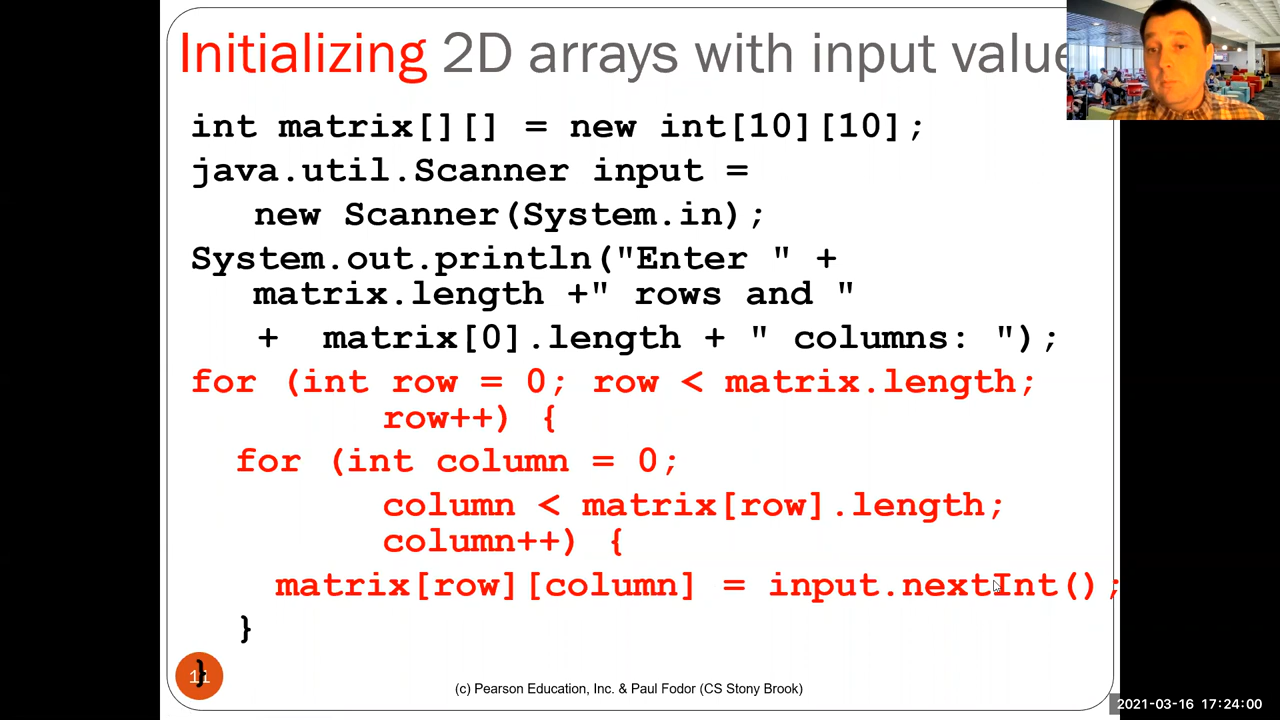 Initializing 2D arrays with input value
int matrix[][] = new int[10][10];
java.util.Scanner input =
new Scanner(System.in);
System.out.println("Enter " +
matrix.length +" rows and "
+ matrix[0].length + " columns: ");
for (int row = 0; row < matrix.length;
row++) {
for (int column = 0;
column < matrix[row].length;
column++) {
matrix[row][column] = input.nextInt();
}
}
11
(c) Pearson Education, Inc. & Paul Fodor (CS Stony Brook)
2021-03-16 17:24:00